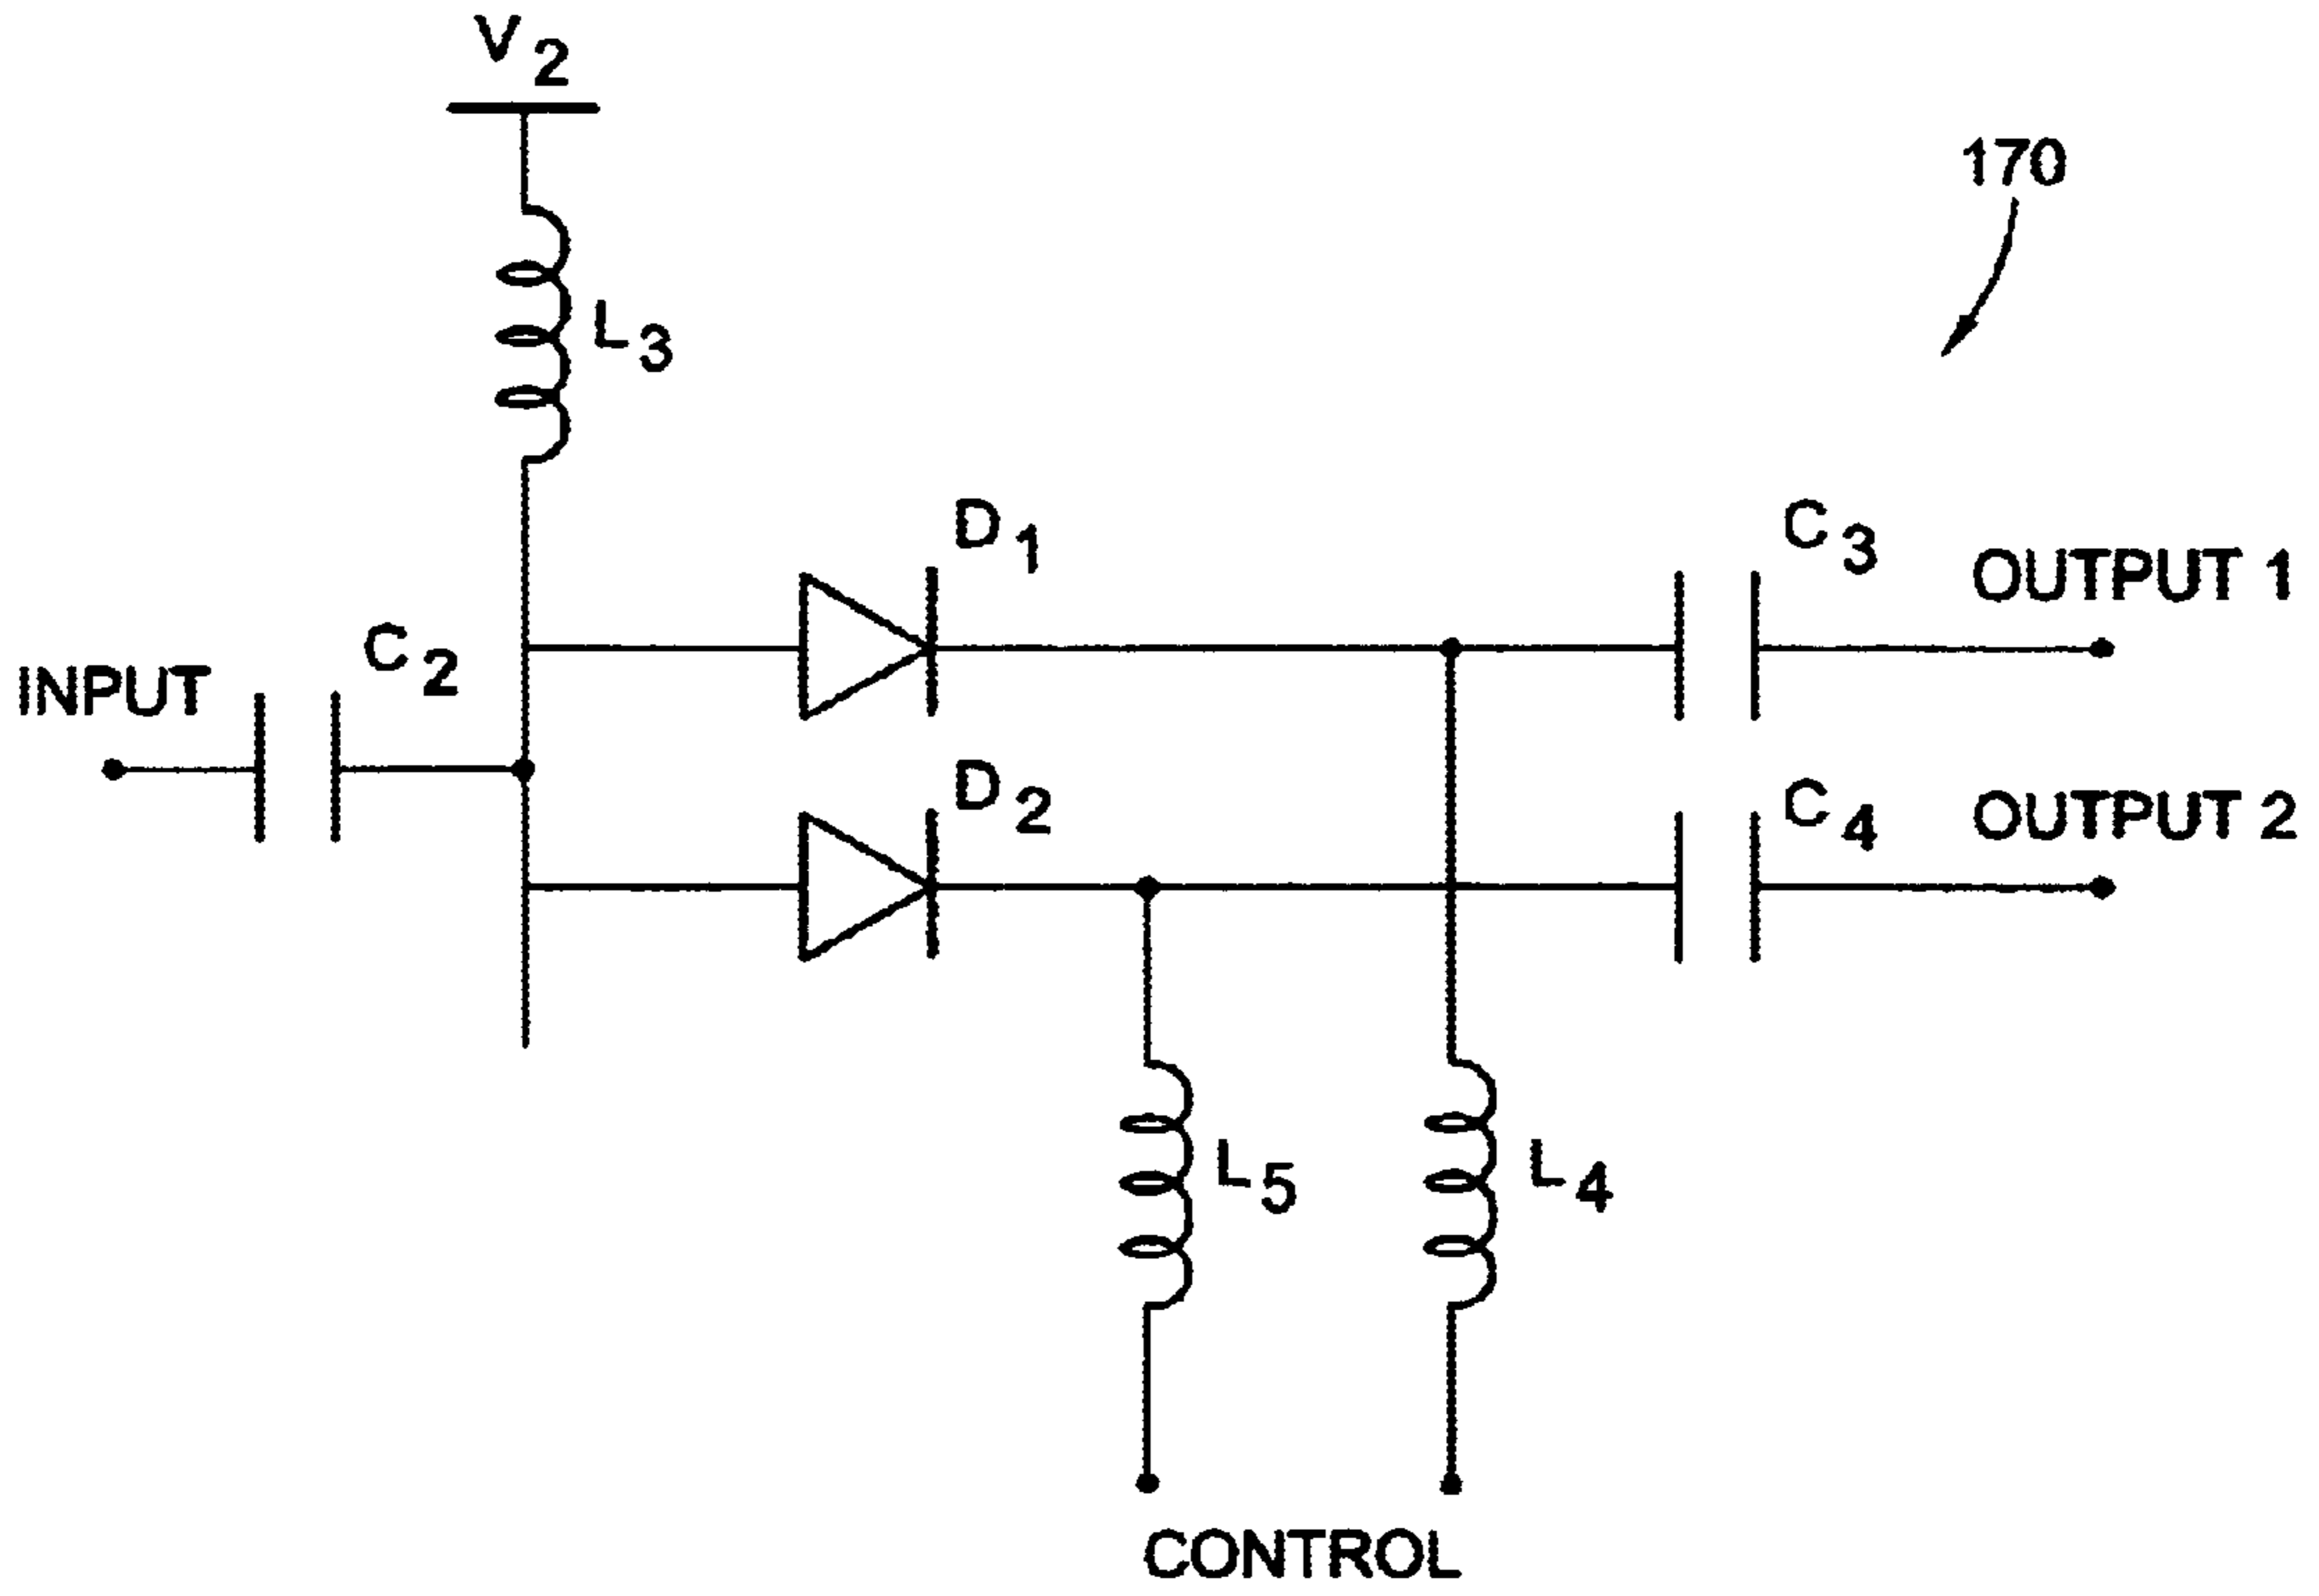 V2
170
L3
D1
C3
OUTPUT 1
C2
INPUT
D2
C4
OUTPUT 2
L5
L4
CONTROL